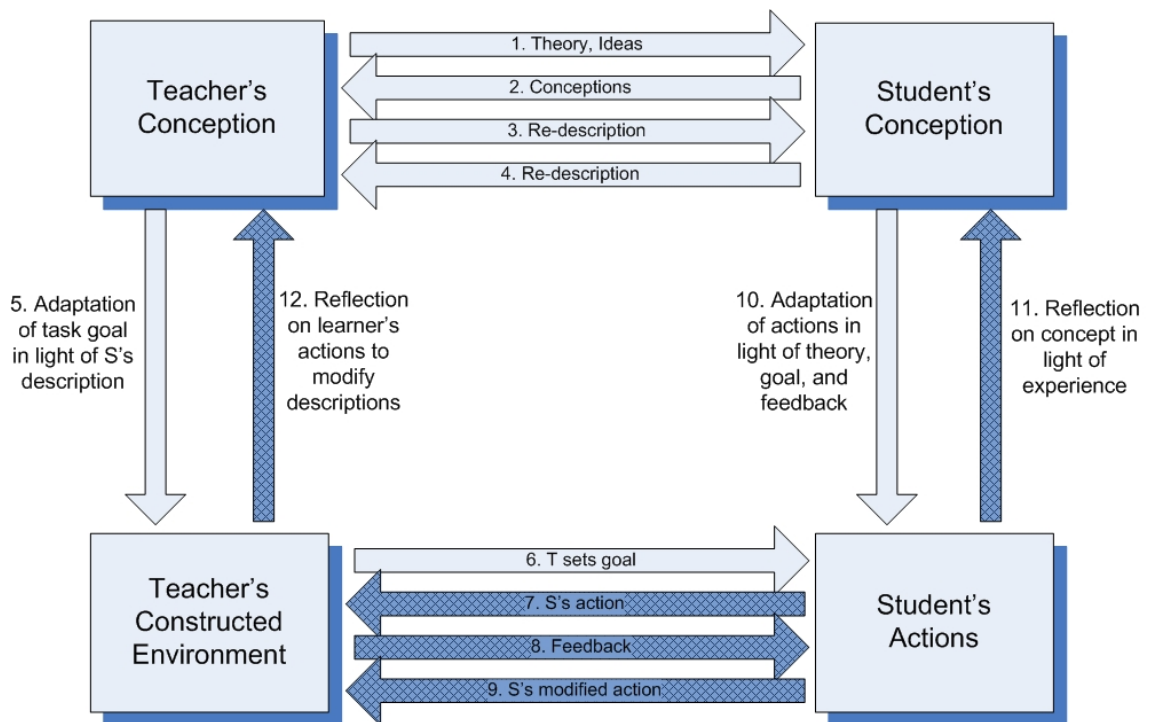 Teacher's
Conception
1. Theory, Ideas
2. Conceptions
3. Re-description
4. Re-description
Student's
Conception
5. Adaptation
of task goal
in light of S's
description
12. Reflection
on learner's
actions to
modify
descriptions
10. Adaptation
of actions in
light of theory,
goal, and
feedback
11. Reflection
on concept in
light of
experience
Teacher's
Constructed
Environment
6. T sets goal
7. S's action
8. Feedback
9. S's modified action
Student's
Actions